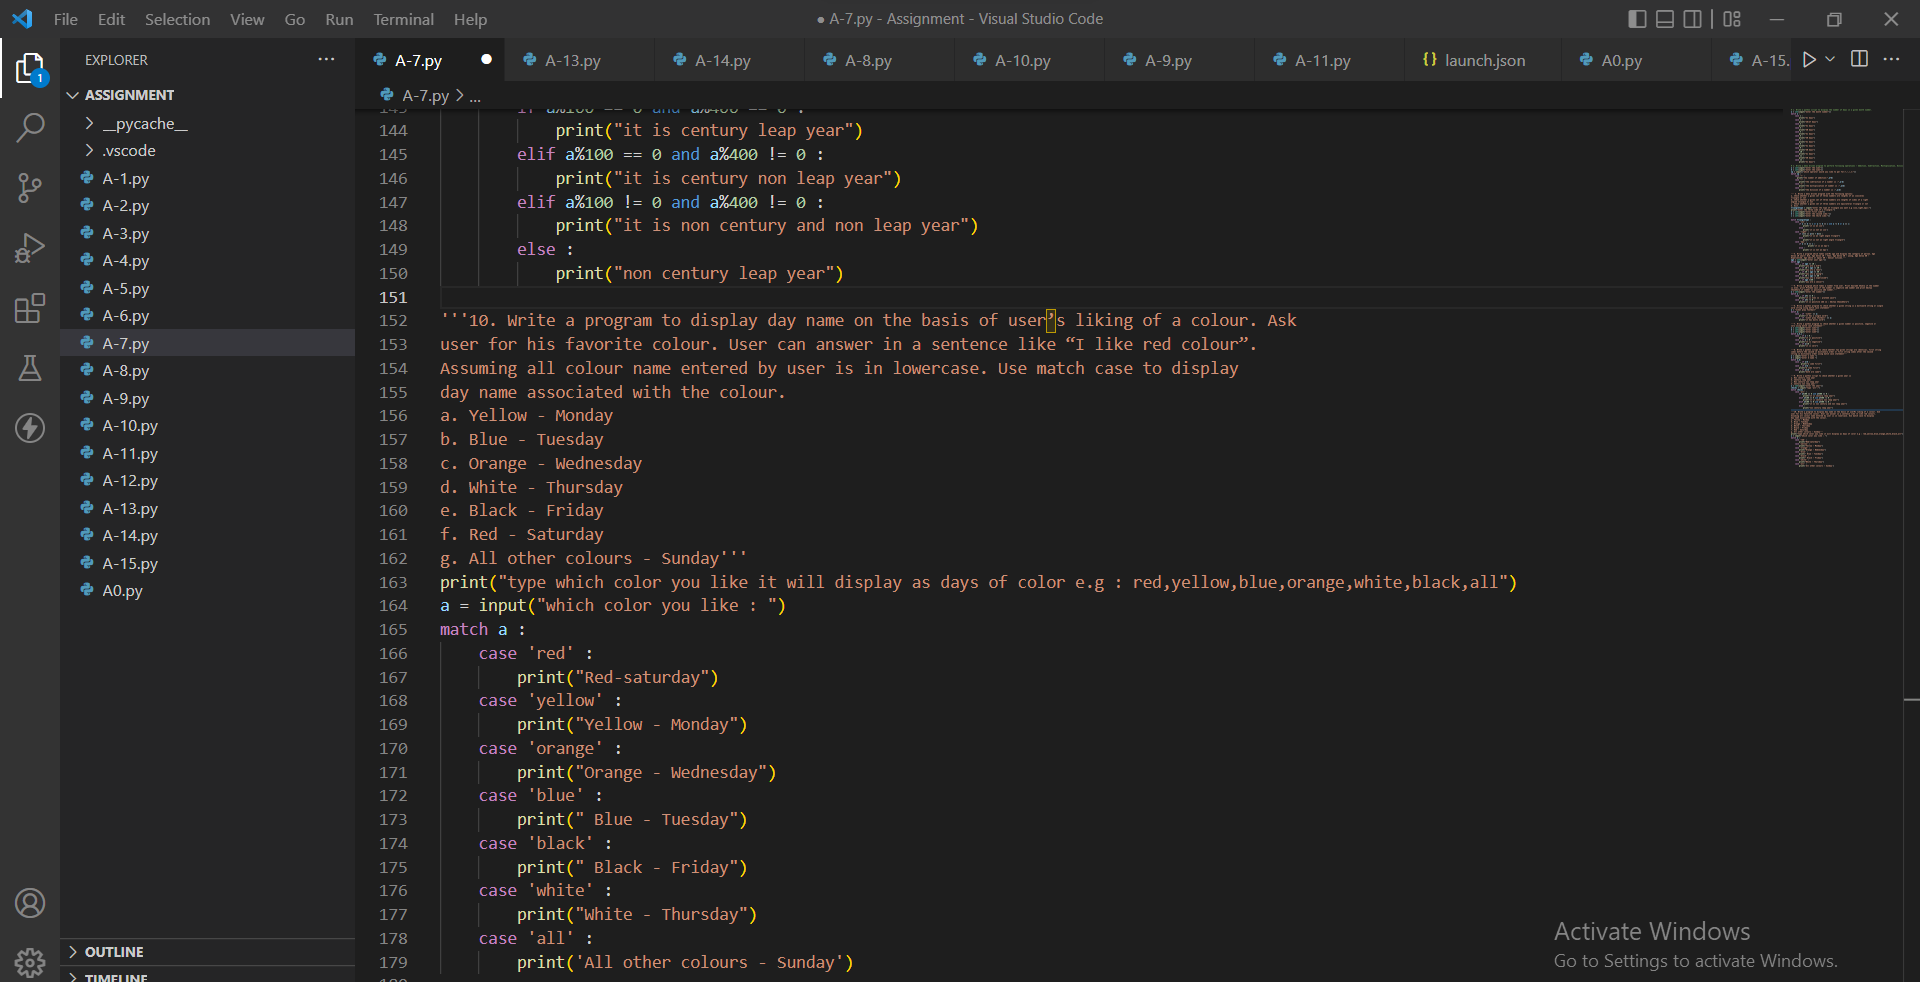 File Edit Selection View Go Run Terminal Help
● A-7.py - Assignment - Visual Studio Code
EXPLORER ...
A-7.py A-13.py A-14.py A-8.py A-10.py A-9.py A-11.py {} launch.json A0.py A-15.
1
ASSIGNMENT
A-7.py > ...
__pycache__
.vscode
A-1.py
A-2.py
A-3.py
A-4.py
A-5.py
A-6.py
A-7.py
A-8.py
A-9.py
A-10.py
A-11.py
A-12.py
A-13.py
A-14.py
A-15.py
A0.py
OUTLINE
TIMELINE
144 print("it is century leap year")
145 elif a%100 == 0 and a%400 != 0 :
146 print("it is century non leap year")
147 elif a%100 != 0 and a%400 != 0 :
148 print("it is non century and non leap year")
149 else :
150 print("non century leap year")
151
152 '''10. Write a program to display day name on the basis of user’s liking of a colour. Ask
153 user for his favorite colour. User can answer in a sentence like “I like red colour”.
154 Assuming all colour name entered by user is in lowercase. Use match case to display
155 day name associated with the colour.
156 a. Yellow - Monday
157 b. Blue - Tuesday
158 c. Orange - Wednesday
159 d. White - Thursday
160 e. Black - Friday
161 f. Red - Saturday
162 g. All other colours - Sunday'''
163 print("type which color you like it will display as days of color e.g : red,yellow,blue,orange,white,black,all")
164 a = input("which color you like : ")
165 match a :
166 case 'red' :
167 print("Red-saturday")
168 case 'yellow' :
169 print("Yellow - Monday")
170 case 'orange' :
171 print("Orange - Wednesday")
172 case 'blue' :
173 print(" Blue - Tuesday")
174 case 'black' :
175 print(" Black - Friday")
176 case 'white' :
177 print("White - Thursday")
178 case 'all' :
179 print('All other colours - Sunday')
Activate Windows
Go to Settings to activate Windows.